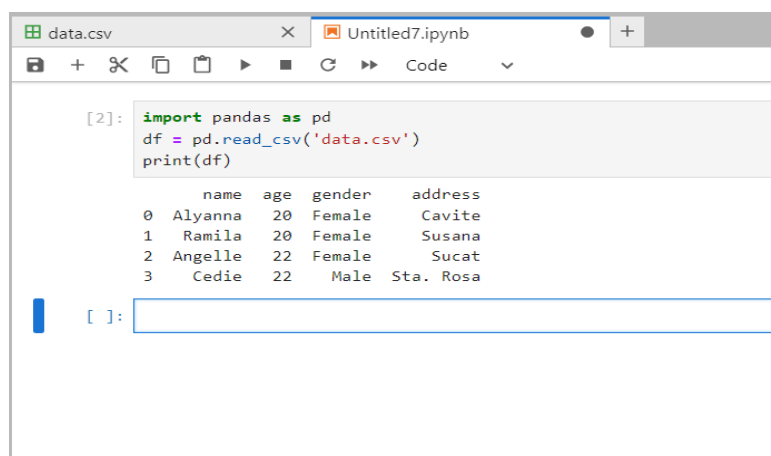 data.csv
Untitled7.ipynb
Code
[2]: import pandas as pd
df = pd.read_csv('data.csv')
print(df)
name age gender address
0 Alyanna 20 Female Cavite
1 Ramila 20 Female Susana
2 Angelle 22 Female Sucat
3 Cedie 22 Male Sta. Rosa
[ ]: